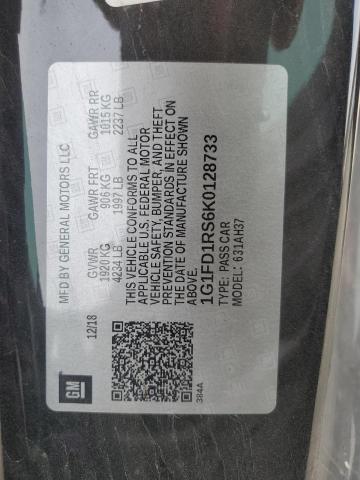 GM
MFD BY GENERAL MOTORS LLC
12/18
GVWR GAWR FRT GAWR RR
1920 KG 906 KG 1015 KG
4234 LB 1997 LB 2237 LB
THIS VEHICLE CONFORMS TO ALL
APPLICABLE U.S. FEDERAL MOTOR
VEHICLE SAFETY, BUMPER, AND THEFT
PREVENTION STANDARDS IN EFFECT ON
THE DATE OF MANUFACTURE SHOWN
ABOVE.
1G1FD1RS6K0128733
TYPE: PASS CAR
MODEL: 631AH37
384A